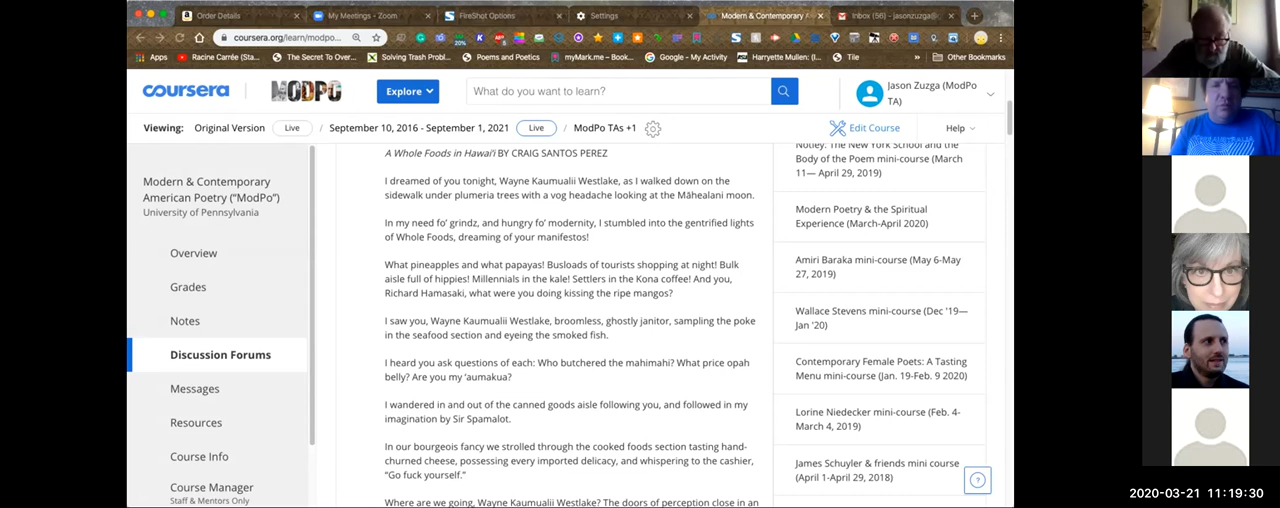 Order Details
My Meetings - Zoom
FireShot Options
Settings
Modern & Contemporary
Inbox (56) - jasonzuzga@
coursera.org/learn/modpo...
Apps
Racine Carrée (Sta...
The Secret To Over...
Solving Trash Probl...
Poems and Poetics
myMark.me – Book...
Google - My Activity
Harryette Mullen: (I...
Tile
»
Other Bookmarks
coursera
MODPO
Explore
What do you want to learn?
Jason Zuzga (ModPo
TA)
Viewing: Original Version Live / September 10, 2016 - September 1, 2021 Live / ModPo TAs +1
Edit Course
Help
Modern & Contemporary
American Poetry ("ModPo")
University of Pennsylvania
Overview
Grades
Notes
Discussion Forums
Messages
Resources
Course Info
Course Manager
Staff & Mentors Only
A Whole Foods in Hawai'i BY CRAIG SANTOS PEREZ
I dreamed of you tonight, Wayne Kaumualii Westlake, as I walked down on the
sidewalk under plumeria trees with a vog headache looking at the Māhealani moon.
In my need fo' grindz, and hungry fo' modernity, I stumbled into the gentrified lights
of Whole Foods, dreaming of your manifestos!
What pineapples and what papayas! Busloads of tourists shopping at night! Bulk
aisle full of hippies! Millennials in the kale! Settlers in the Kona coffee! And you,
Richard Hamasaki, what were you doing kissing the ripe mangos?
I saw you, Wayne Kaumualii Westlake, broomless, ghostly janitor, sampling the poke
in the seafood section and eyeing the smoked fish.
I heard you ask questions of each: Who butchered the mahimahi? What price opah
belly? Are you my 'aumakua?
I wandered in and out of the canned goods aisle following you, and followed in my
imagination by Sir Spamalot.
In our bourgeois fancy we strolled through the cooked foods section tasting hand-
churned cheese, possessing every imported delicacy, and whispering to the cashier,
"Go fuck yourself."
Where are we going, Wayne Kaumualii Westlake? The doors of perception close in an
Notley: The New York School and the
Body of the Poem mini-course (March
11— April 29, 2019)
Modern Poetry & the Spiritual
Experience (March-April 2020)
Amiri Baraka mini-course (May 6-May
27, 2019)
Wallace Stevens mini-course (Dec '19—
Jan '20)
Contemporary Female Poets: A Tasting
Menu mini-course (Jan. 19-Feb. 9 2020)
Lorine Niedecker mini-course (Feb. 4-
March 4, 2019)
James Schuyler & friends mini course
(April 1-April 29, 2018)
?
2020-03-21 11:19:30